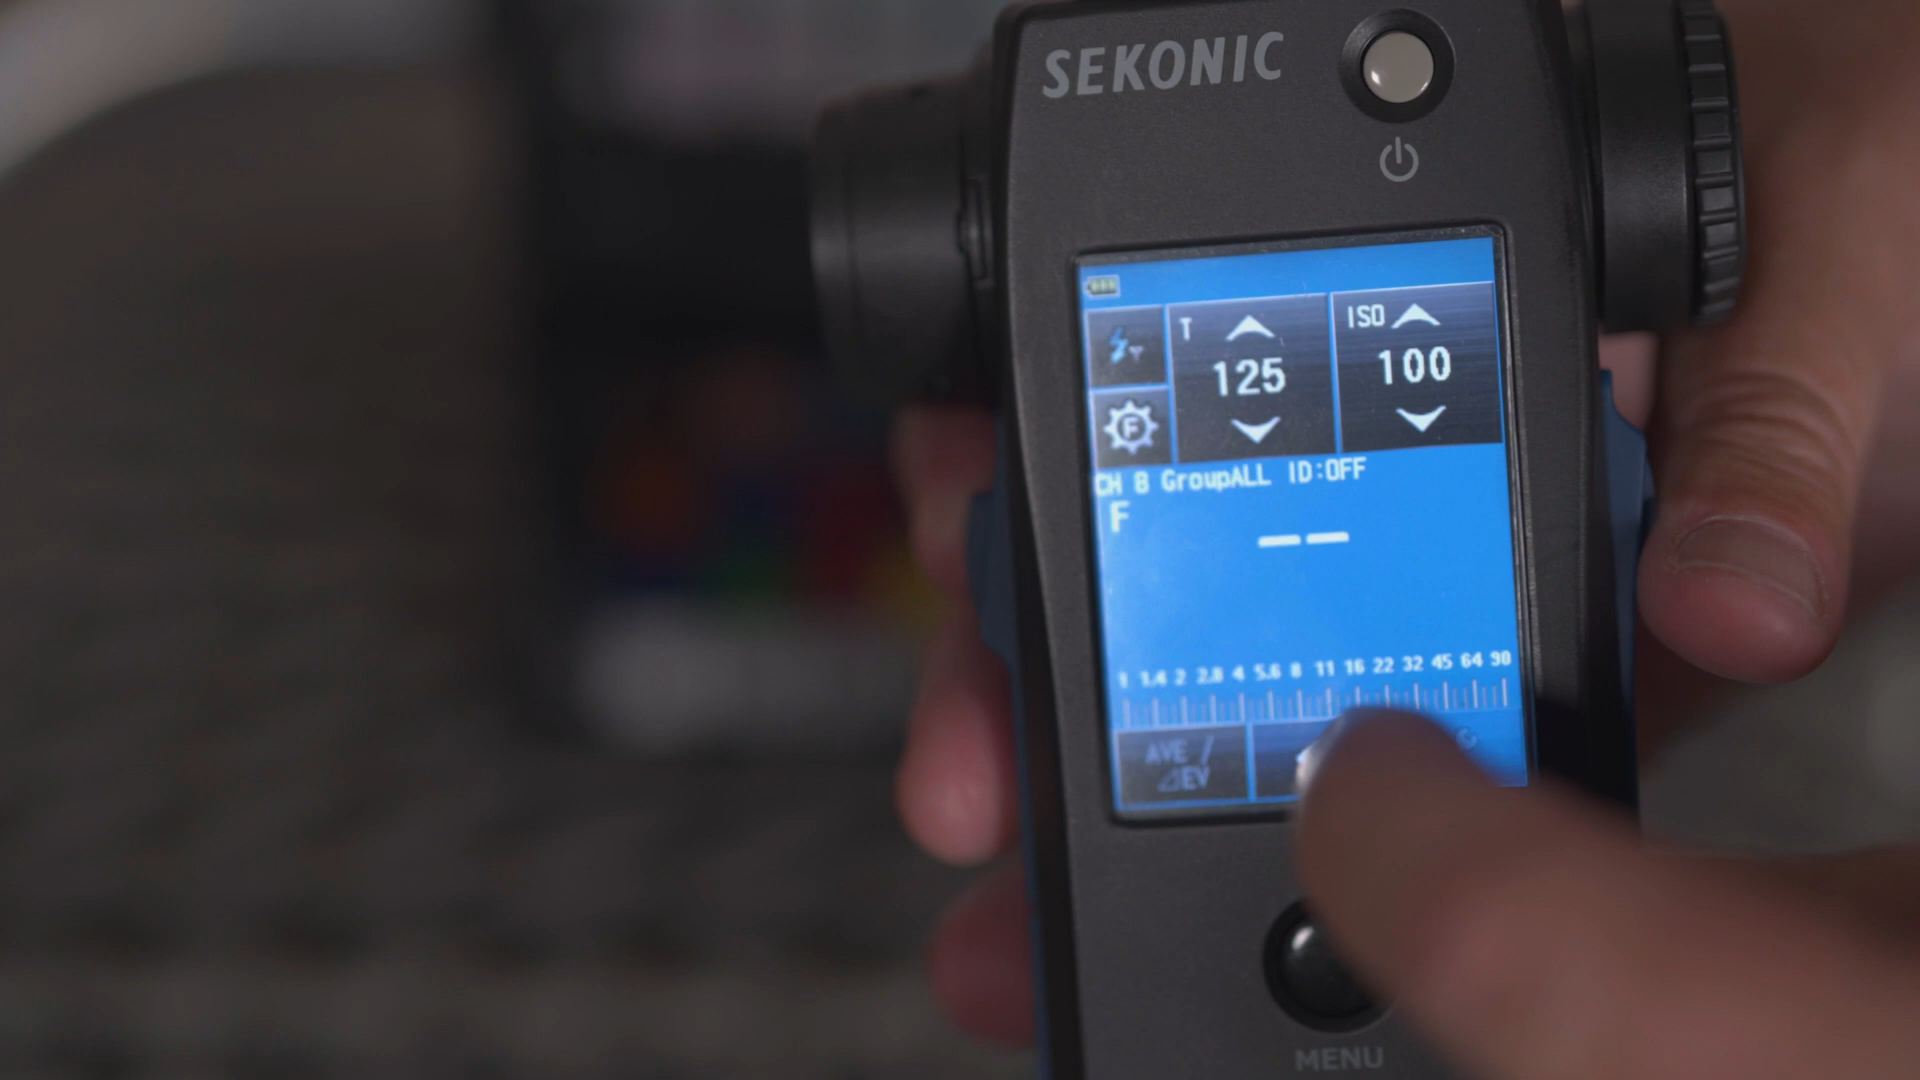 SEKONIC
T
125
ISO
100
F
CH 8 GroupALL ID:OFF
F
--
1 1.4 2 2.8 4 5.6 8 11 16 22 32 45 64 90
AVE /
⊿EV
MENU